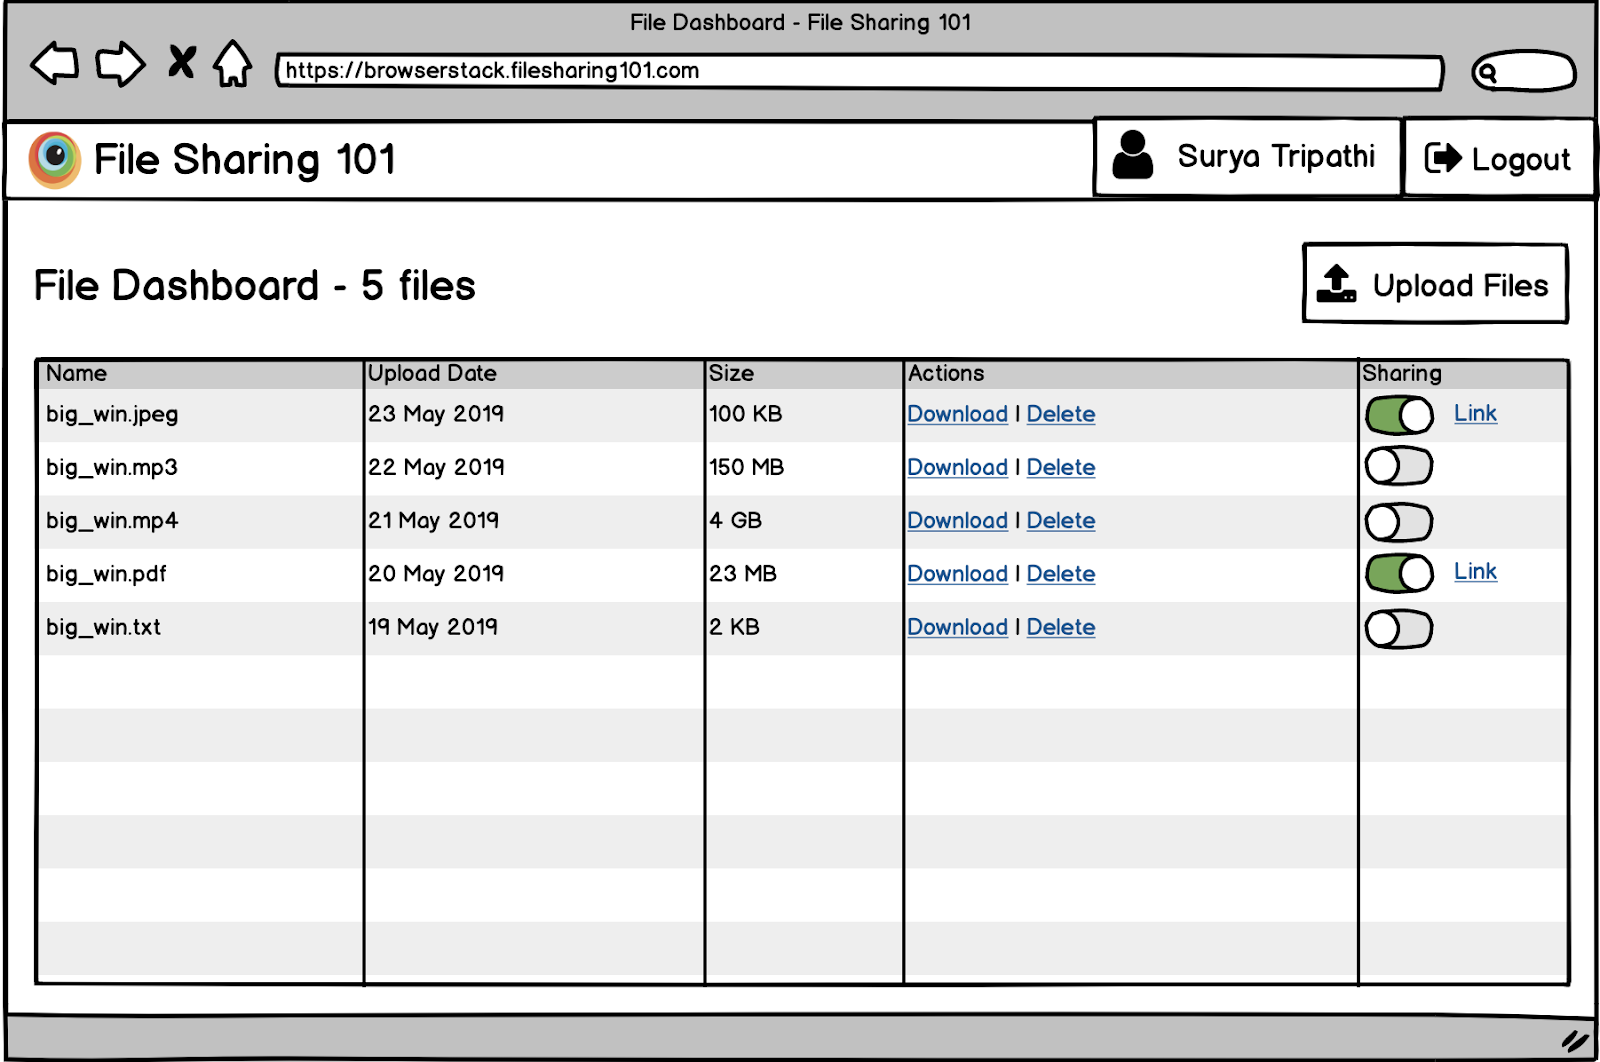 File Dashboard - File Sharing 101
https://browserstack.filesharing101.com
File Sharing 101
Surya Tripathi
Logout
File Dashboard - 5 files
Upload Files
Name Upload Date Size Actions Sharing
big_win.jpeg 23 May 2019 100 KB Download | Delete Link
big_win.mp3 22 May 2019 150 MB Download | Delete
big_win.mp4 21 May 2019 4 GB Download | Delete
big_win.pdf 20 May 2019 23 MB Download | Delete Link
big_win.txt 19 May 2019 2 KB Download | Delete